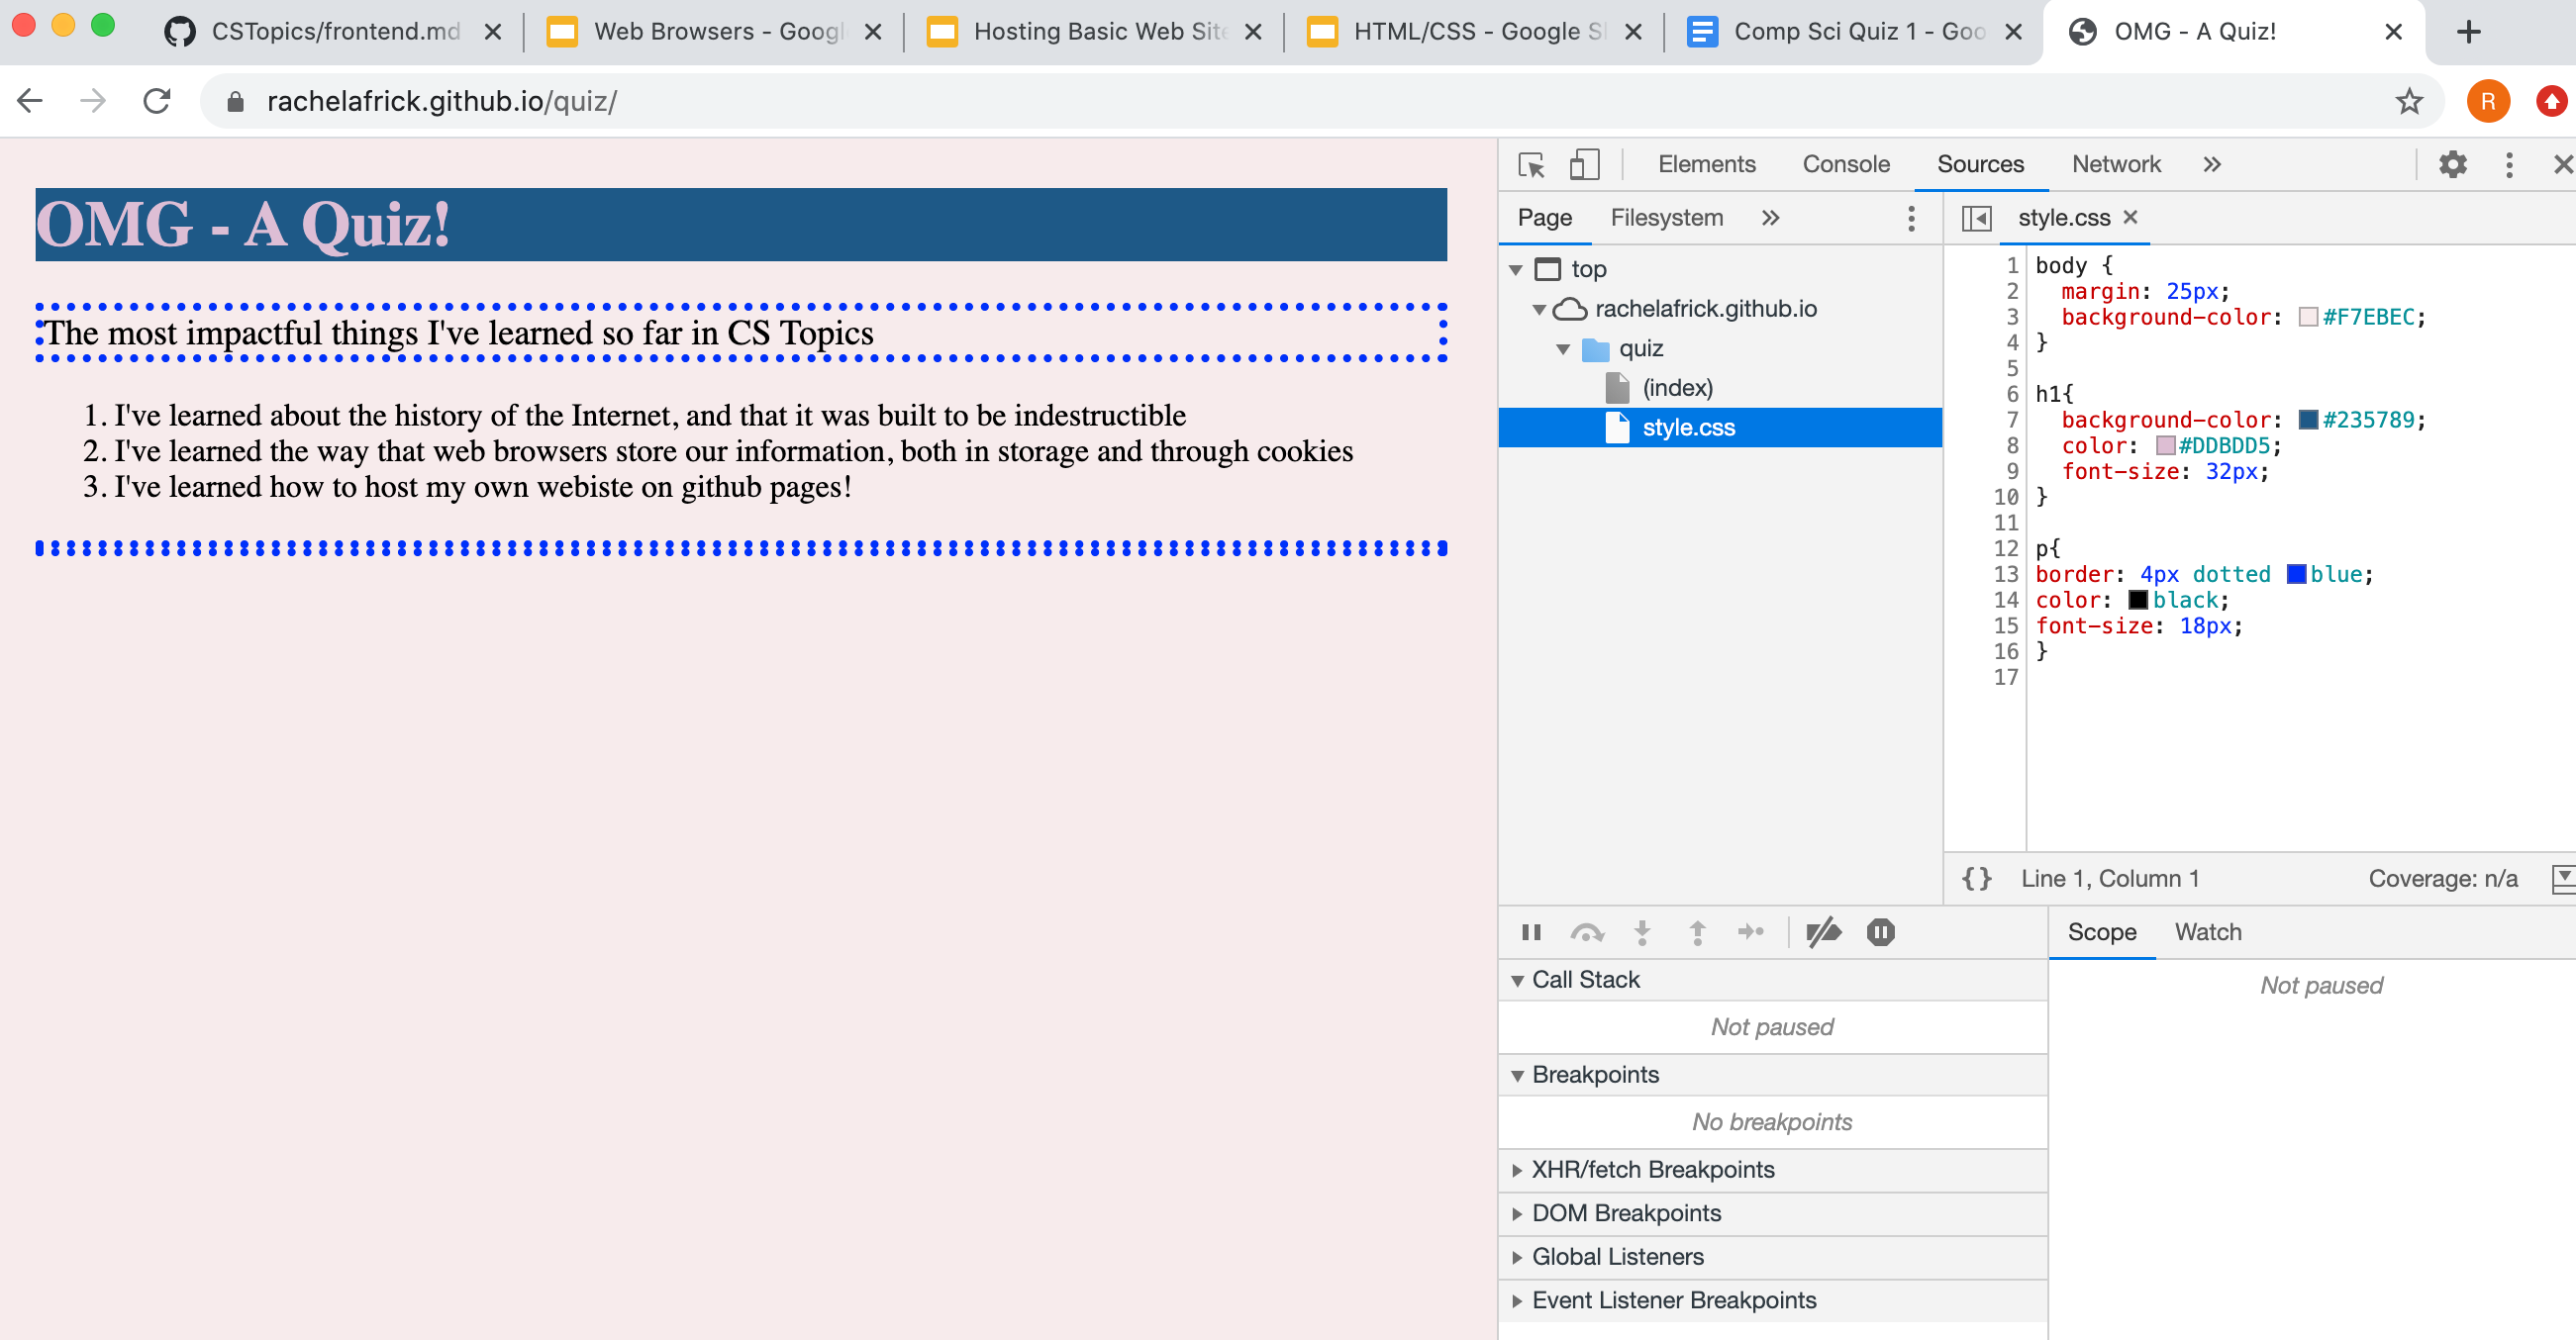 CSTopics/frontend.md
Web Browsers - Googl
Hosting Basic Web Site
HTML/CSS - Google Sl
Comp Sci Quiz 1 - Goo
OMG - A Quiz!
rachelafrick.github.io/quiz/
R
OMG - A Quiz!
The most impactful things I've learned so far in CS Topics
1. I've learned about the history of the Internet, and that it was built to be indestructible
2. I've learned the way that web browsers store our information, both in storage and through cookies
3. I've learned how to host my own webiste on github pages!
Elements Console Sources Network »
Page Filesystem »
top
rachelafrick.github.io
quiz
(index)
style.css
style.css
1 body {
2 margin: 25px;
3 background-color: #F7EBEC;
4 }
5
6 h1{
7 background-color: #235789;
8 color: #DDBDD5;
9 font-size: 32px;
10 }
11
12 p{
13 border: 4px dotted blue;
14 color: black;
15 font-size: 18px;
16 }
17
{} Line 1, Column 1 Coverage: n/a
Scope Watch
Not paused
Call Stack
Not paused
Breakpoints
No breakpoints
XHR/fetch Breakpoints
DOM Breakpoints
Global Listeners
Event Listener Breakpoints